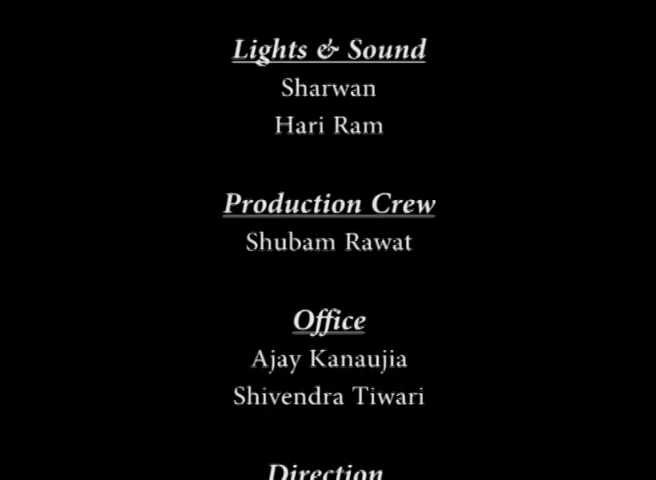 Lights & Sound
Sharwan
Hari Ram
Production Crew
Shubam Rawat
Office
Ajay Kanaujia
Shivendra Tiwari
Direction